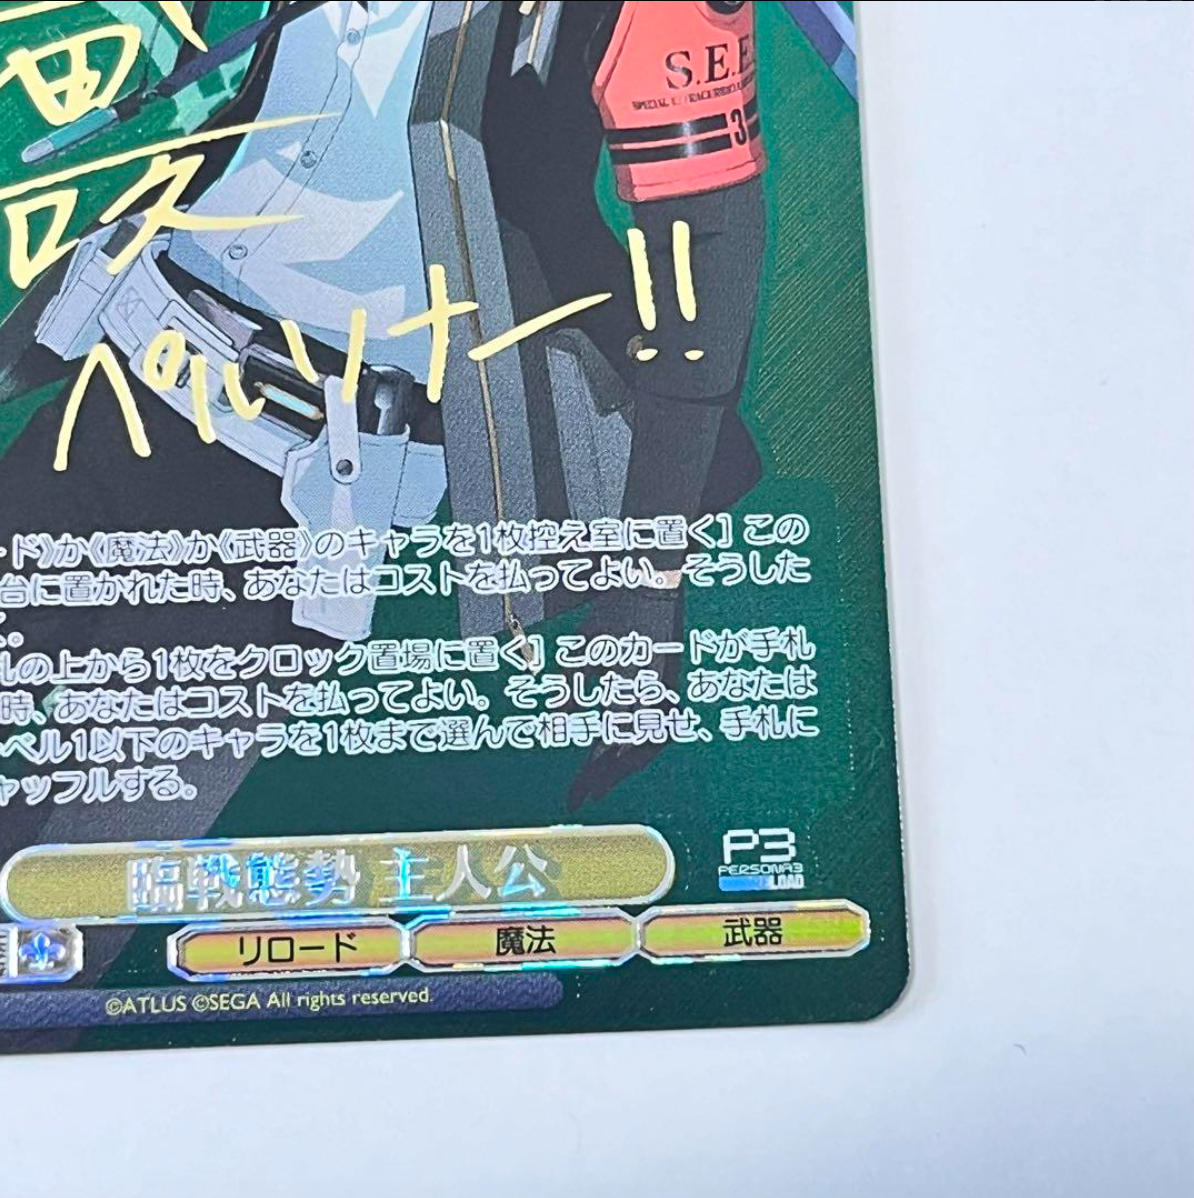 S.E.E
3
ペルソナー!!
ード》か《魔法》か《武器》のキャラを1枚控え室に置く］この
台に置かれた時、あなたはコストを払ってよい。そうした
札の上から1枚をクロック置場に置く］このカードが手札
時、あなたはコストを払ってよい。そうしたら、あなたは
ベル1以下のキャラを1枚まで選んで相手に見せ、手札に
ャッフルする。
臨戦態勢 主人公
P3
PERSONA3
LOAD
リロード 魔法 武器
©ATLUS ©SEGA All rights reserved.